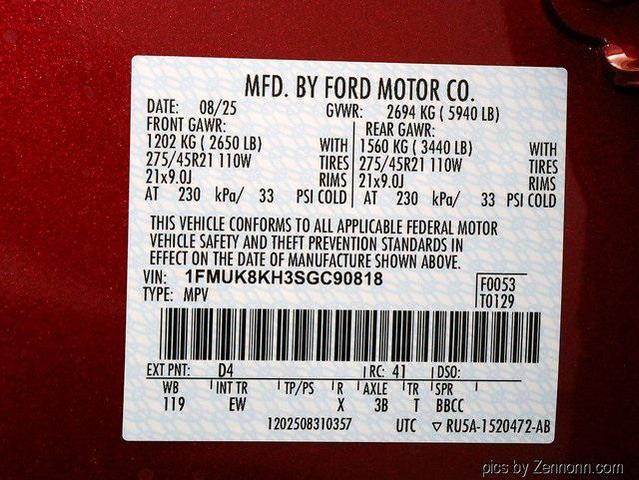 MFD. BY FORD MOTOR CO.
DATE: 08/25 GVWR: 2694 KG ( 5940 LB)
FRONT GAWR: REAR GAWR:
1202 KG ( 2650 LB) WITH 1560 KG ( 3440 LB) WITH
275/45R21 110W TIRES 275/45R21 110W TIRES
21x9.0J RIMS 21x9.0J RIMS
AT 230 kPa/ 33 PSI COLD AT 230 kPa/ 33 PSI COLD
THIS VEHICLE CONFORMS TO ALL APPLICABLE FEDERAL MOTOR
VEHICLE SAFETY AND THEFT PREVENTION STANDARDS IN
EFFECT ON THE DATE OF MANUFACTURE SHOWN ABOVE.
VIN: 1FMUK8KH3SGC90818 F0053
TYPE: MPV T0129
EXT PNT: D4 RC: 41 DSO:
WB INT TR TP/PS R AXLE TR SPR
119 EW X 3B T BBCC
1202508310357 UTC ▽ RU5A-1520472-AB
pics by Zennonn.com